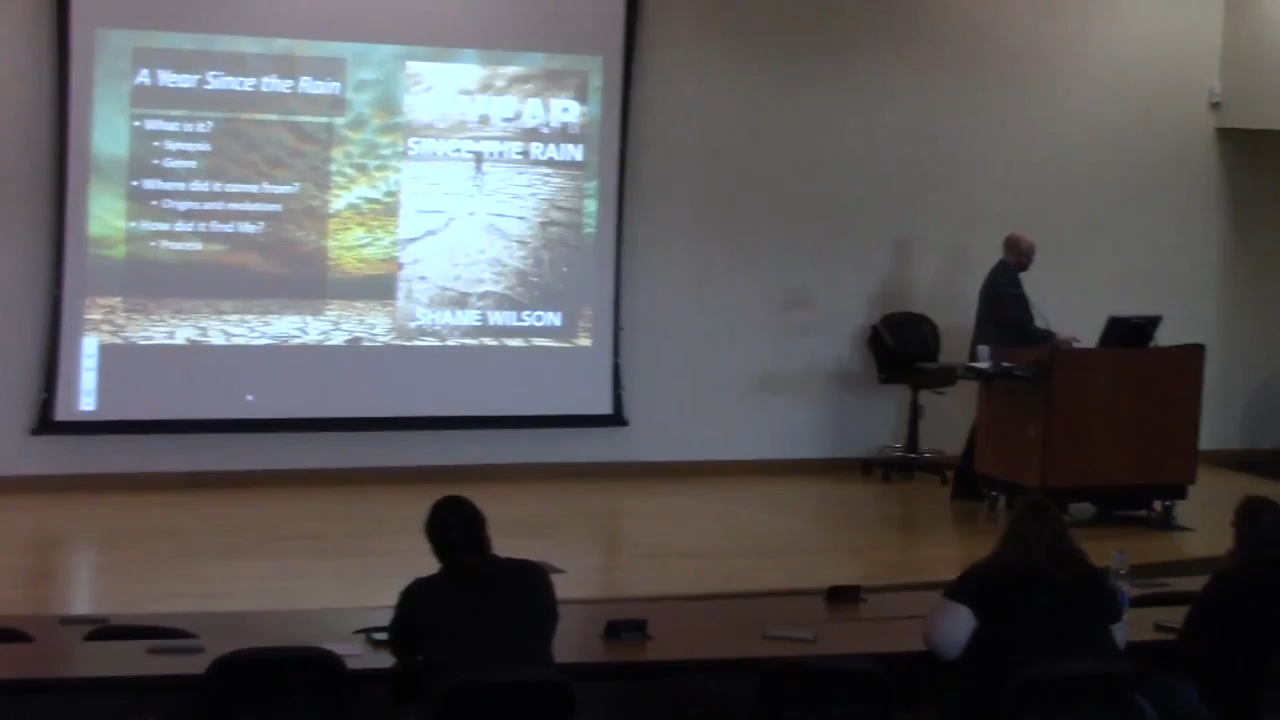 A Year Since the Rain
• What is it?
• Synopsis
• Genre
• Where did it come from?
• Origins and
• How did it find life?
• Process
YEAR
SINCE THE RAIN
SHANE WILSON